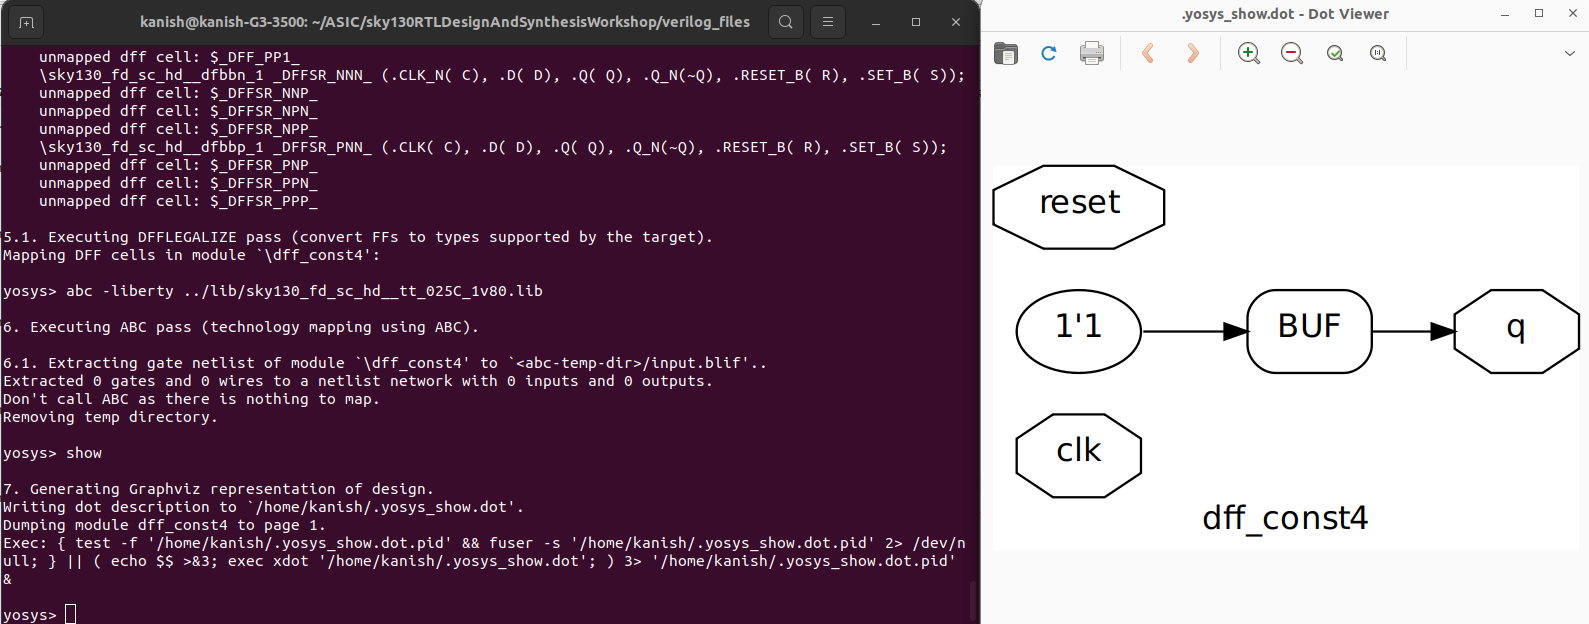 kanish@kanish-G3-3500: ~/ASIC/sky130RTLDesignAndSynthesisWorkshop/verilog_files
unmapped dff cell: $_DFF_PP1_
\sky130_fd_sc_hd__dfbbn_1 _DFFSR_NNN_ (.CLK_N( C), .D( D), .Q( Q), .Q_N(~Q), .RESET_B( R), .SET_B( S));
unmapped dff cell: $_DFFSR_NNP_
unmapped dff cell: $_DFFSR_NPN_
unmapped dff cell: $_DFFSR_NPP_
\sky130_fd_sc_hd__dfbbp_1 _DFFSR_PNN_ (.CLK( C), .D( D), .Q( Q), .Q_N(~Q), .RESET_B( R), .SET_B( S));
unmapped dff cell: $_DFFSR_PNP_
unmapped dff cell: $_DFFSR_PPN_
unmapped dff cell: $_DFFSR_PPP_
5.1. Executing DFFLEGALIZE pass (convert FFs to types supported by the target).
Mapping DFF cells in module `\dff_const4':
yosys> abc -liberty ../lib/sky130_fd_sc_hd__tt_025C_1v80.lib
6. Executing ABC pass (technology mapping using ABC).
6.1. Extracting gate netlist of module `\dff_const4' to `<abc-temp-dir>/input.blif'..
Extracted 0 gates and 0 wires to a netlist network with 0 inputs and 0 outputs.
Don't call ABC as there is nothing to map.
Removing temp directory.
yosys> show
7. Generating Graphviz representation of design.
Writing dot description to `/home/kanish/.yosys_show.dot'.
Dumping module dff_const4 to page 1.
Exec: { test -f '/home/kanish/.yosys_show.dot.pid' && fuser -s '/home/kanish/.yosys_show.dot.pid' 2> /dev/n
ull; } || ( echo $$ >&3; exec xdot '/home/kanish/.yosys_show.dot'; ) 3> '/home/kanish/.yosys_show.dot.pid'
&
yosys>
.yosys_show.dot - Dot Viewer
reset
1'1 BUF q
clk
dff_const4